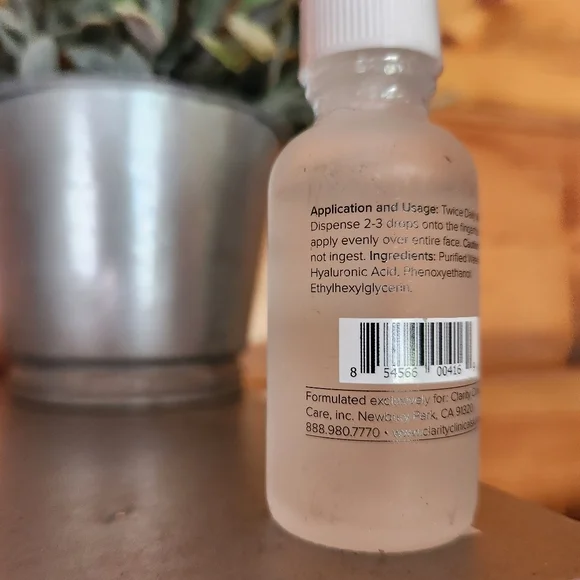 Application and Usage: Twice
Dispense 2-3 drops onto the
apply evenly over entire face.
not ingest. Ingredients: Purified
Hyaluronic Acid, Phenoxyethanol
Ethylhexylglycerin.
8 54566 00416
Formulated exclusively for: Clarity
Care, inc. Newbury Park, CA 91320
888.980.7770 •